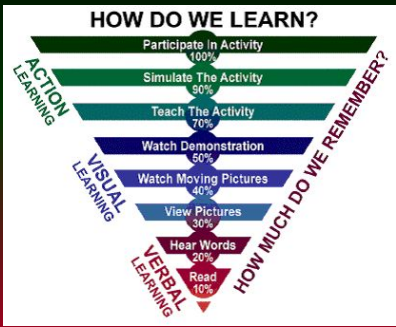 HOW DO WE LEARN?
Participate In Activity
100%
Simulate The Activity
90%
Teach The Activity
70%
Watch Demonstration
50%
Watch Moving Pictures
40%
View Pictures
30%
Hear Words
20%
Read
10%
ACTION
LEARNING
VISUAL
LEARNING
VERBAL
LEARNING
HOW MUCH DO WE REMEMBER?